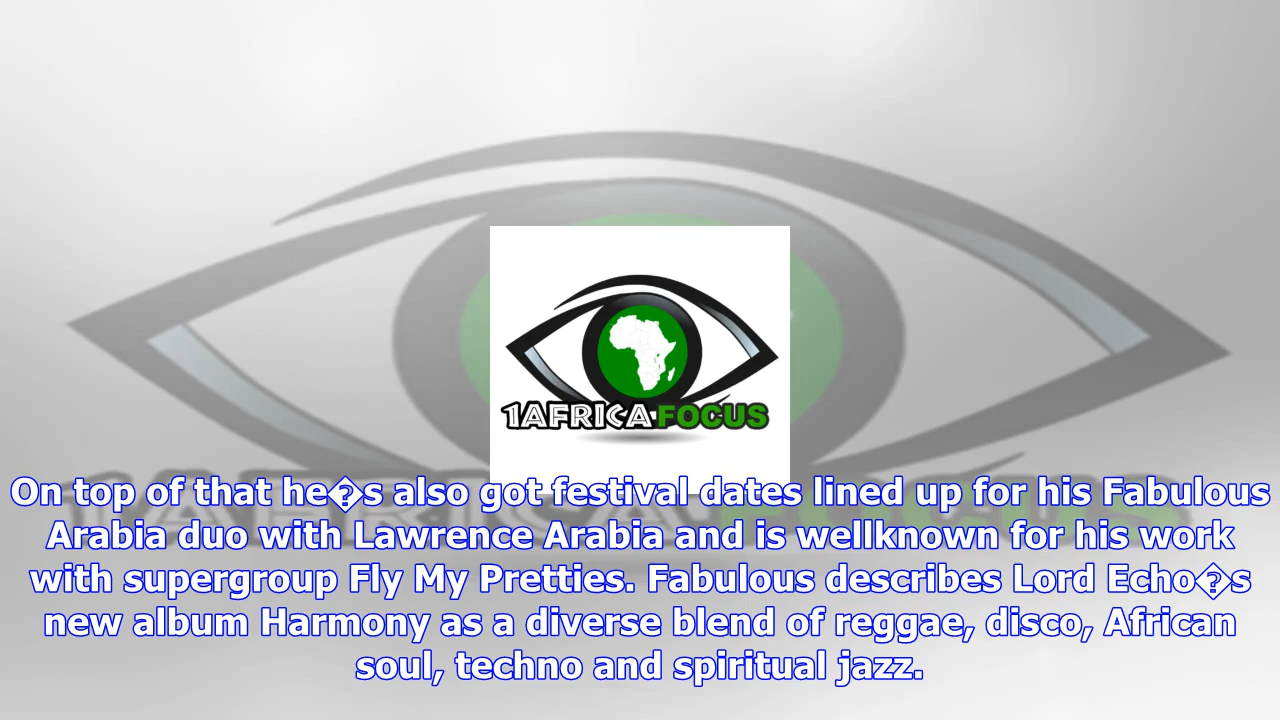 1AFRICA FOCUS
On top of that he�s also got festival dates lined up for his Fabulous
Arabia duo with Lawrence Arabia and is wellknown for his work
with supergroup Fly My Pretties. Fabulous describes Lord Echo�s
new album Harmony as a diverse blend of reggae, disco, African
soul, techno and spiritual jazz.